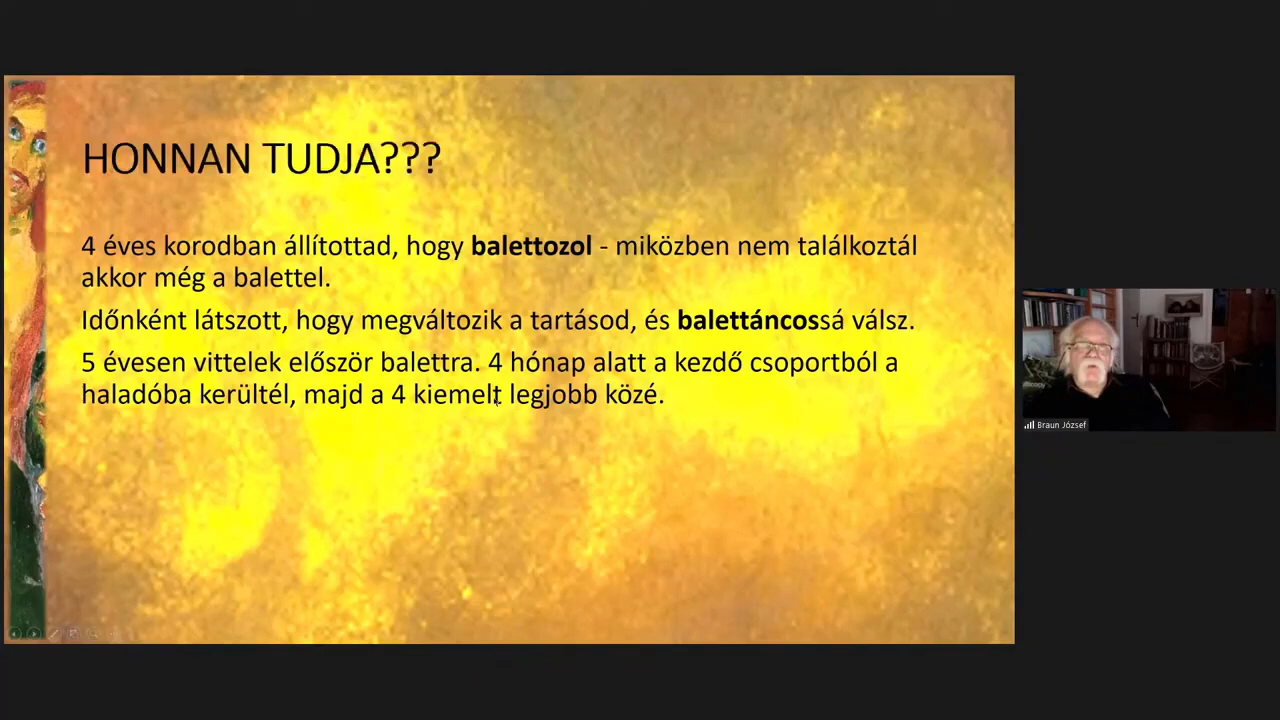 HONNAN TUDJA???
4 éves korodban állítottad, hogy balettozol - miközben nem találkoztál
akkor még a balettel.
Időnként látszott, hogy megváltozik a tartásod, és balettáncossá válsz.
5 évesen vittelek először balettra. 4 hónap alatt a kezdő csoportból a
haladóba kerültél, majd a 4 kiemelt legjobb közé.
Braun József